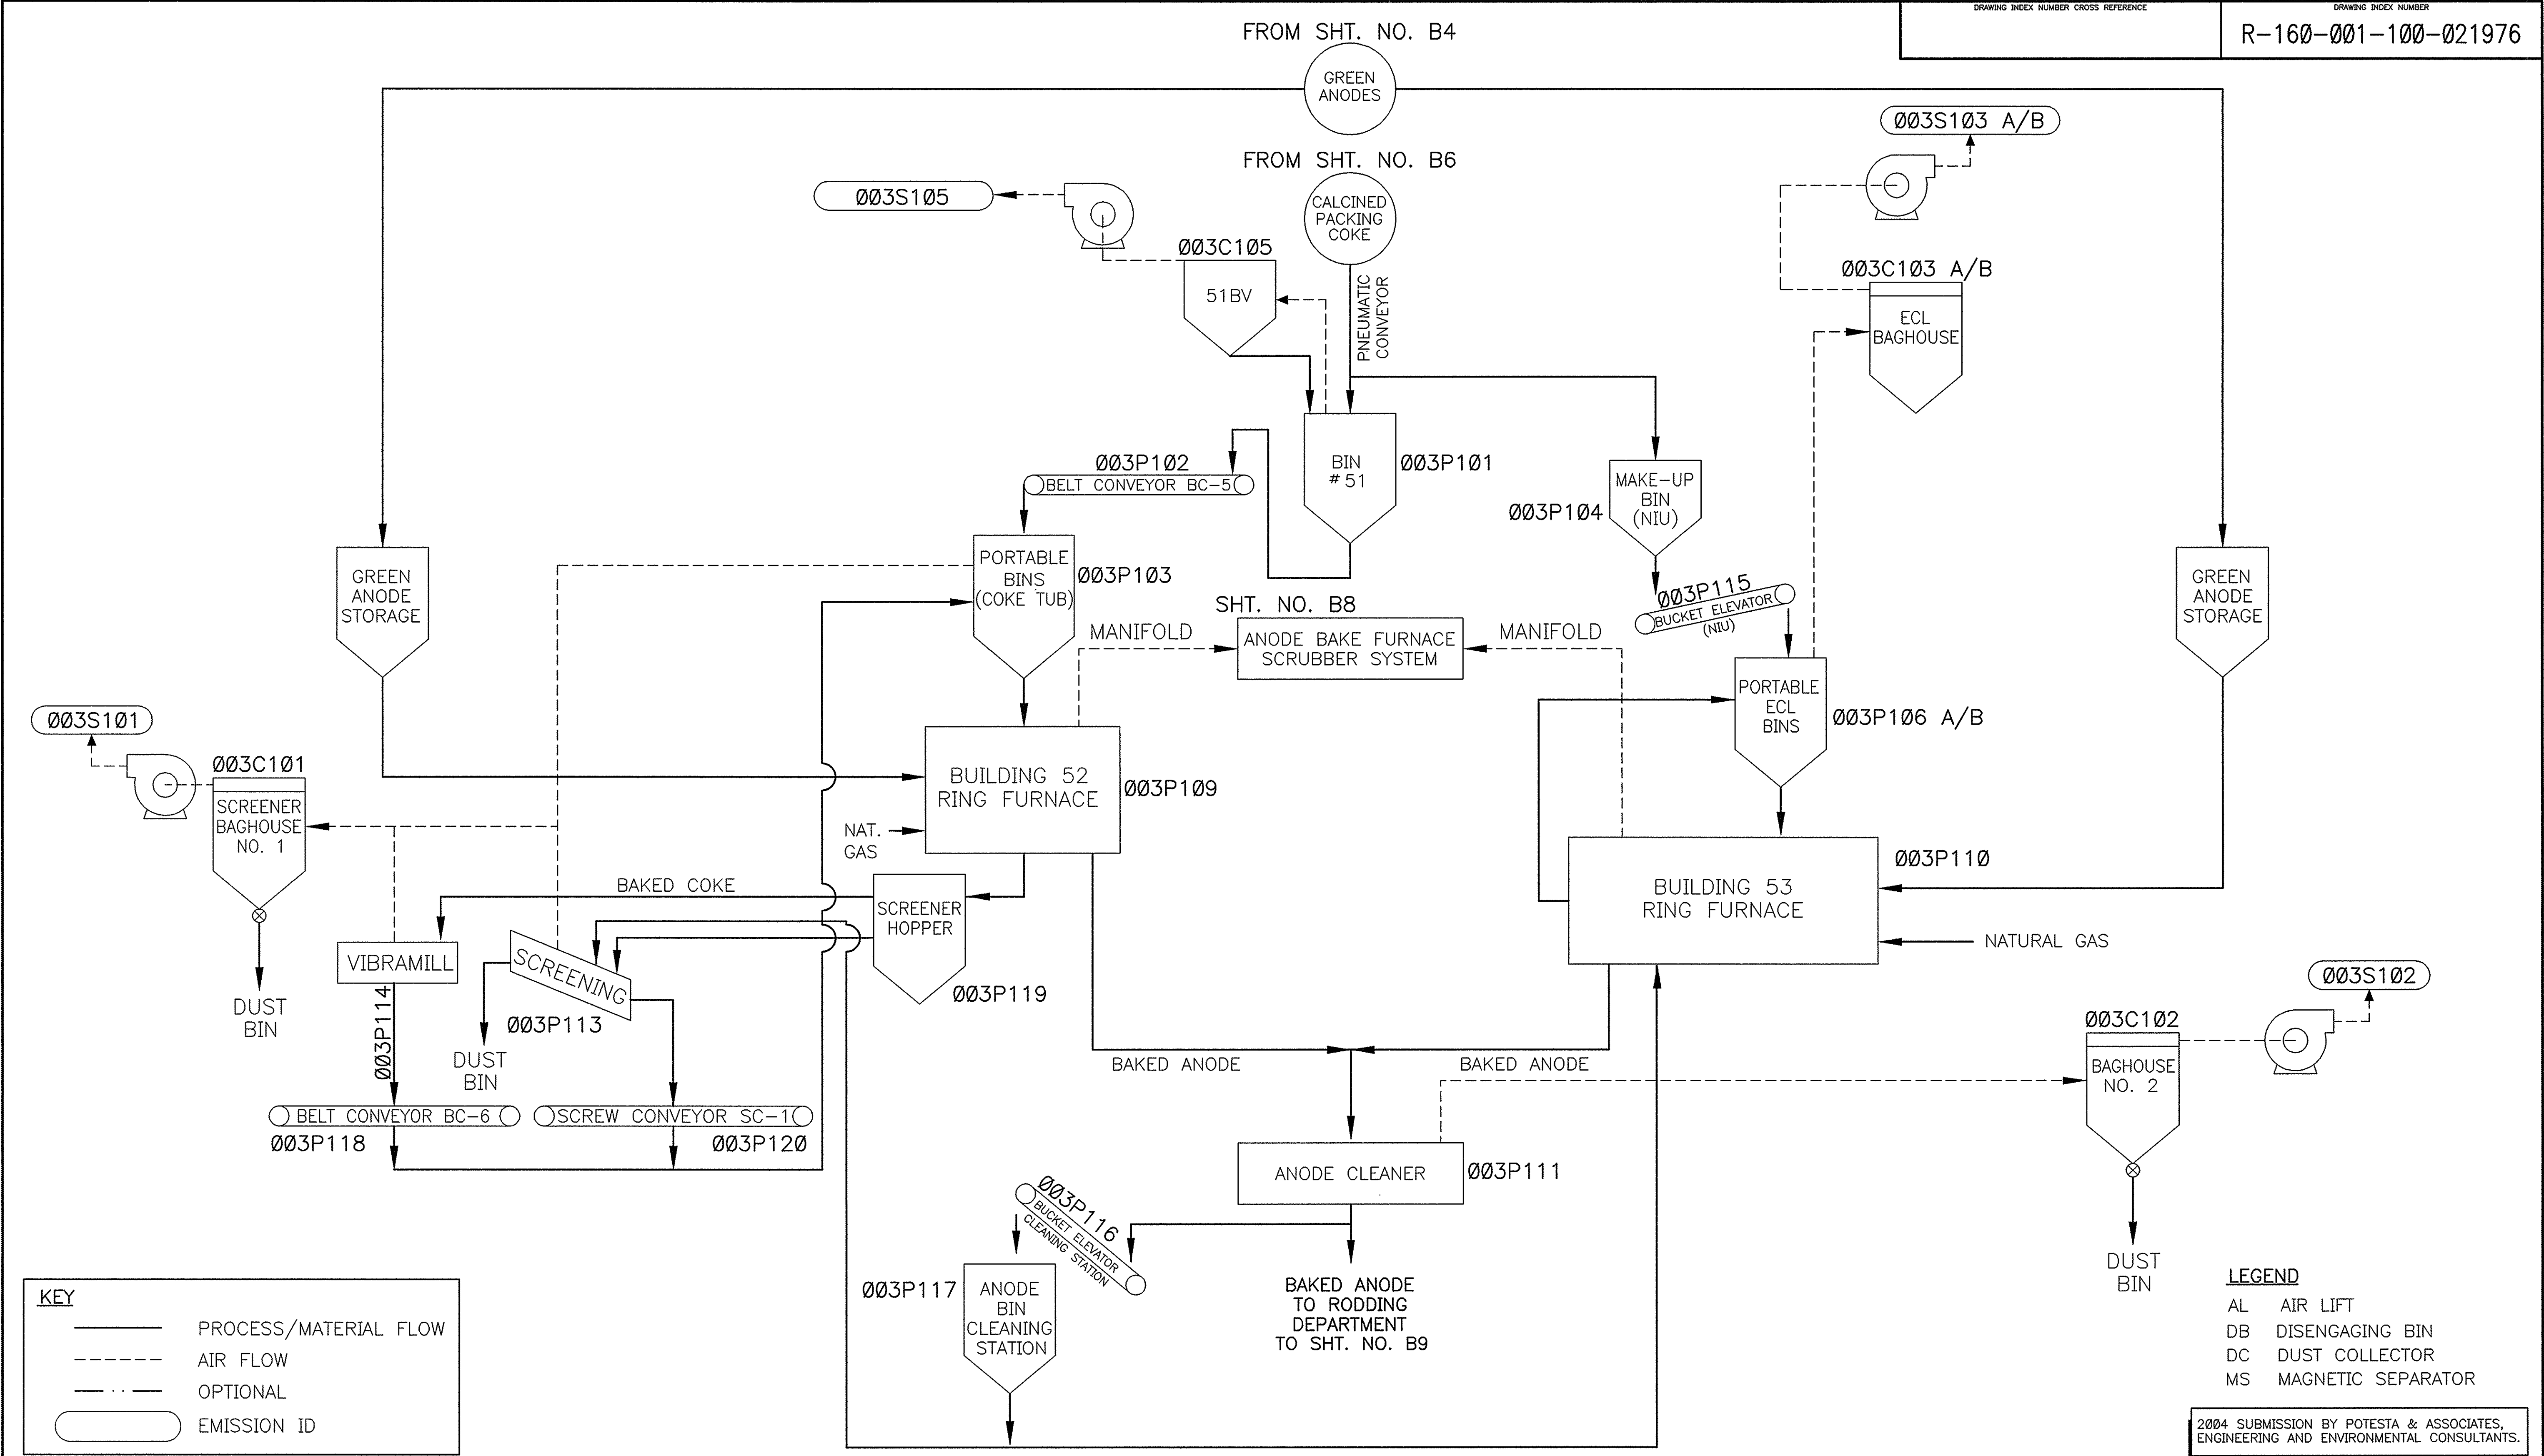 DRAWING INDEX NUMBER CROSS REFERENCE
DRAWING INDEX NUMBER
R-160-001-100-021976
FROM SHT. NO. B4
GREEN
ANODES
FROM SHT. NO. B6
CALCINED
PACKING
COKE
PNEUMATIC
CONVEYOR
003S105
003C105
51BV
003S103 A/B
003C103 A/B
ECL
BAGHOUSE
003P102
BELT CONVEYOR BC-5
BIN
#51
003P101
MAKE-UP
BIN
(NIU)
003P104
003P115
BUCKET ELEVATOR
(NIU)
GREEN
ANODE
STORAGE
PORTABLE
BINS
(COKE TUB)
003P103
GREEN
ANODE
STORAGE
SHT. NO. B8
MANIFOLD
ANODE BAKE FURNACE
SCRUBBER SYSTEM
MANIFOLD
PORTABLE
ECL
BINS
003P106 A/B
003S101
003C101
SCREENER
BAGHOUSE
NO. 1
DUST
BIN
BUILDING 52
RING FURNACE
003P109
NAT.
GAS
BUILDING 53
RING FURNACE
003P110
NATURAL GAS
BAKED COKE
SCREENER
HOPPER
003P119
VIBRAMILL
003P114
SCREENING
003P113
DUST
BIN
BELT CONVEYOR BC-6
003P118
SCREW CONVEYOR SC-1
003P120
BAKED ANODE
BAKED ANODE
003S102
003C102
BAGHOUSE
NO. 2
DUST
BIN
ANODE CLEANER
003P111
003P116
BUCKET ELEVATOR
CLEANING STATION
003P117
ANODE
BIN
CLEANING
STATION
BAKED ANODE
TO RODDING
DEPARTMENT
TO SHT. NO. B9
KEY
PROCESS/MATERIAL FLOW
AIR FLOW
OPTIONAL
EMISSION ID
LEGEND
AL AIR LIFT
DB DISENGAGING BIN
DC DUST COLLECTOR
MS MAGNETIC SEPARATOR
2004 SUBMISSION BY POTESTA & ASSOCIATES,
ENGINEERING AND ENVIRONMENTAL CONSULTANTS.